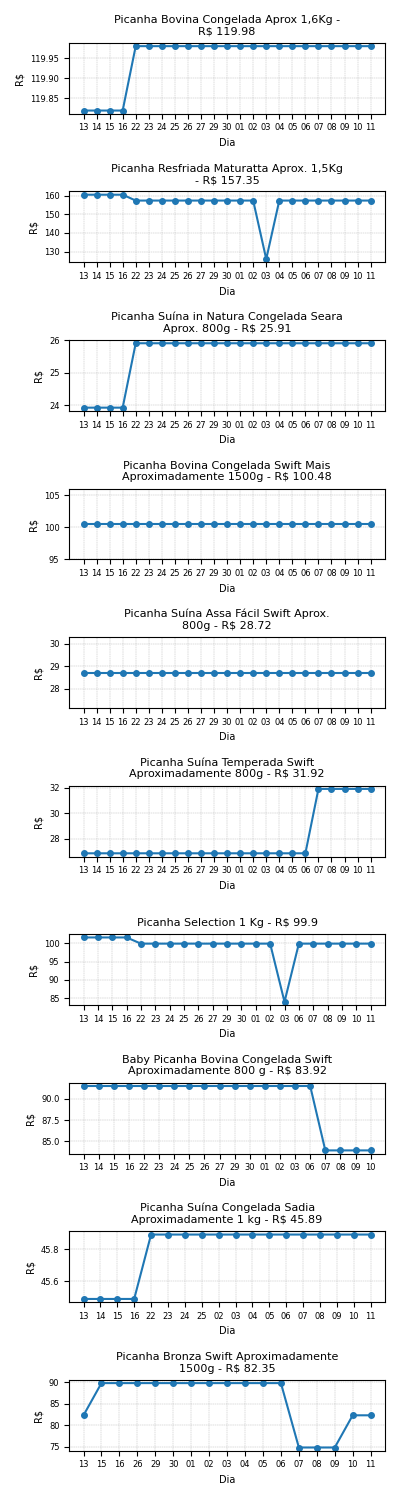 Picanha Bovina Congelada Aprox 1,6Kg -
R$ 119.98
R$
119.95
119.90
119.85
13 14 15 16 22 23 24 25 26 27 29 30 01 02 03 04 05 06 07 08 09 10 11
Dia
Picanha Resfriada Maturatta Aprox. 1,5Kg
- R$ 157.35
R$
160
150
140
130
13 14 15 16 22 23 24 25 26 27 29 30 01 02 03 04 05 06 07 08 09 10 11
Dia
Picanha Suína in Natura Congelada Seara
Aprox. 800g - R$ 25.91
R$
26
25
24
13 14 15 16 22 23 24 25 26 27 29 30 01 02 03 04 05 06 07 08 09 10 11
Dia
Picanha Bovina Congelada Swift Mais
Aproximadamente 1500g - R$ 100.48
R$
105
100
95
13 14 15 16 22 23 24 25 26 27 29 30 01 02 03 04 05 06 07 08 09 10 11
Dia
Picanha Suína Assa Fácil Swift Aprox.
800g - R$ 28.72
R$
30
29
28
13 14 15 16 22 23 24 25 26 27 29 30 01 02 03 04 05 06 07 08 09 10 11
Dia
Picanha Suína Temperada Swift
Aproximadamente 800g - R$ 31.92
R$
32
30
28
13 14 15 16 22 23 24 25 26 27 29 30 01 02 03 04 05 06 07 08 09 10 11
Dia
Picanha Selection 1 Kg - R$ 99.9
R$
100
95
90
85
13 14 15 16 22 23 24 25 26 27 29 30 01 02 03 06 07 08 09 10 11
Dia
Baby Picanha Bovina Congelada Swift
Aproximadamente 800 g - R$ 83.92
R$
90.0
87.5
85.0
13 14 15 16 22 23 24 25 26 27 29 30 01 02 03 06 07 08 09 10
Dia
Picanha Suína Congelada Sadia
Aproximadamente 1 kg - R$ 45.89
R$
45.8
45.6
13 14 15 16 22 23 24 25 02 03 04 05 06 07 08 09 10 11
Dia
Picanha Bronza Swift Aproximadamente
1500g - R$ 82.35
R$
90
85
80
75
13 15 16 26 29 30 01 02 03 04 05 06 07 08 09 10 11
Dia